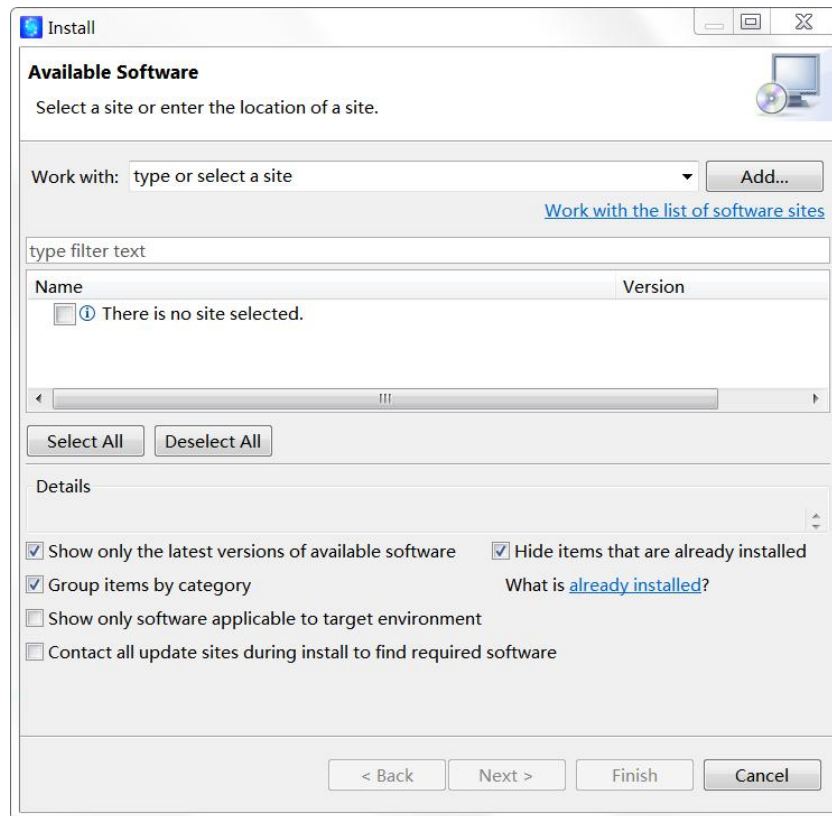 Install
Available Software
Select a site or enter the location of a site.
Work with: type or select a site Add...
Work with the list of software sites
type filter text
Name Version
There is no site selected.
Select All Deselect All
Details
Show only the latest versions of available software Hide items that are already installed
Group items by category What is already installed?
Show only software applicable to target environment
Contact all update sites during install to find required software
< Back Next > Finish Cancel